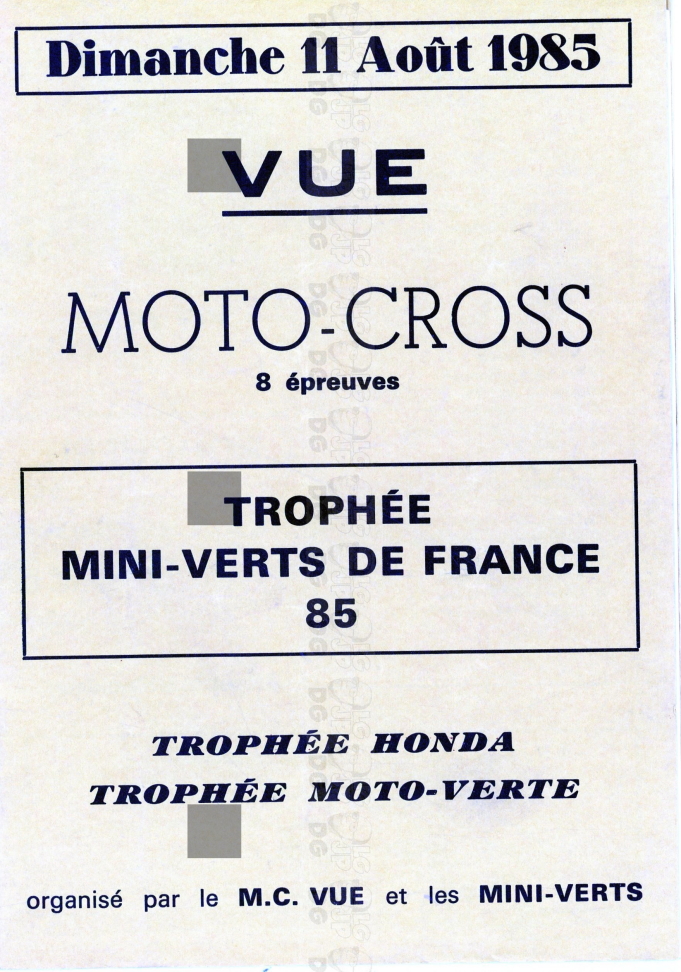 Dimanche 11 Août 1985
VUE
MOTO-CROSS
8 épreuves
TROPHÉE
MINI-VERTS DE FRANCE
85
TROPHÉE HONDA
TROPHÉE MOTO-VERTE
organisé par le M.C. VUE et les MINI-VERTS